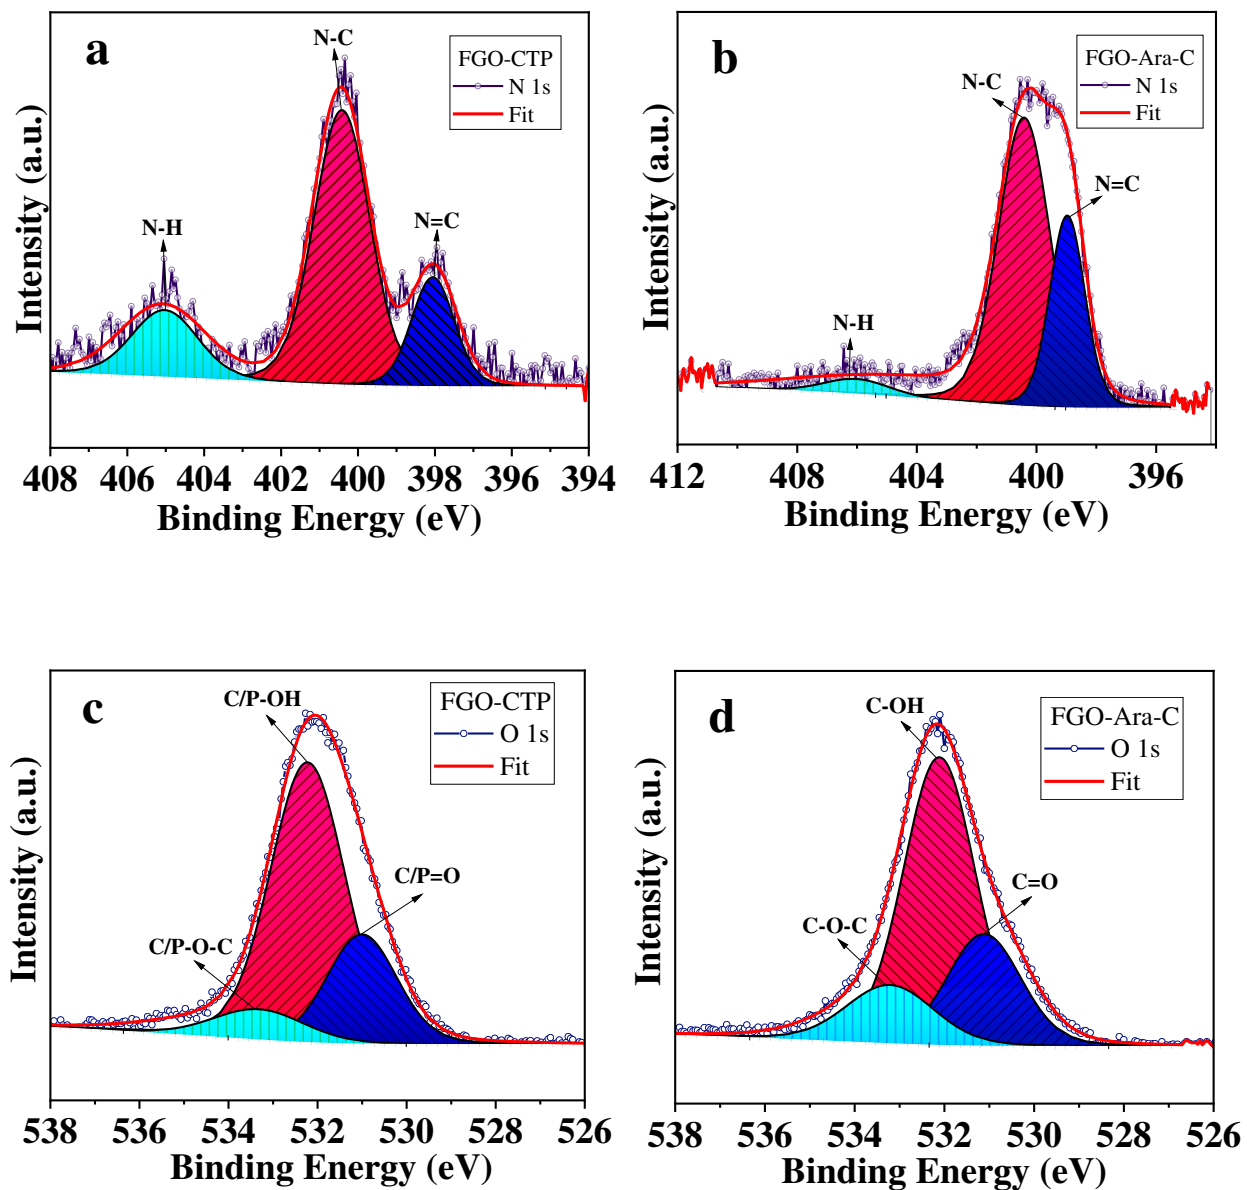 a
N-C
N-H
N=C
FGO-CTP
N 1s
Fit
Intensity (a.u.)
408 406 404 402 400 398 396 394
Binding Energy (eV)
b
N-C
N=C
N-H
FGO-Ara-C
N 1s
Fit
Intensity (a.u.)
412 408 404 400 396
Binding Energy (eV)
c
C/P-OH
C/P=O
C/P-O-C
FGO-CTP
O 1s
Fit
Intensity (a.u.)
538 536 534 532 530 528 526
Binding Energy (eV)
d
C-OH
C=O
C-O-C
FGO-Ara-C
O 1s
Fit
Intensity (a.u.)
538 536 534 532 530 528 526
Binding Energy (eV)